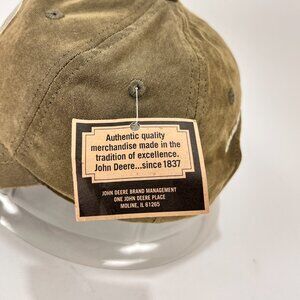 Authentic quality
merchandise made in the
tradition of excellence.
John Deere...since 1837
JOHN DEERE BRAND MANAGEMENT
ONE JOHN DEERE PLACE
MOLINE, IL 61265